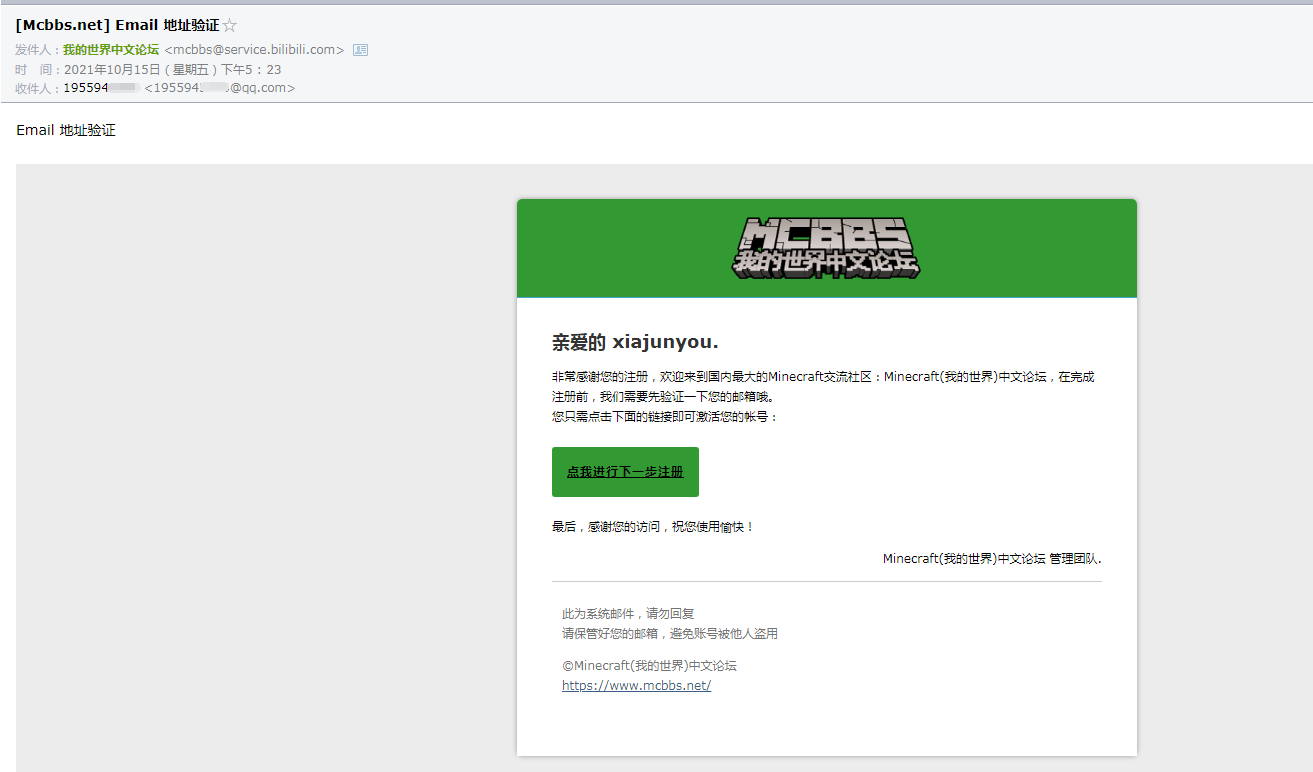 [Mcbbs.net] Email 地址验证
发件人：我的世界中文论坛 <mcbbs@service.bilibili.com>
时 间：2021年10月15日 ( 星期五 ) 下午5：23
收件人：195594 <195594 @qq.com>
Email 地址验证
MCBBS
我的世界中文论坛
亲爱的 xiajunyou.
非常感谢您的注册，欢迎来到国内最大的Minecraft交流社区：Minecraft(我的世界)中文论坛，在完成
注册前，我们需要先验证一下您的邮箱哦。
您只需点击下面的链接即可激活您的帐号：
点我进行下一步注册
最后，感谢您的访问，祝您使用愉快！
Minecraft(我的世界)中文论坛 管理团队.
此为系统邮件，请勿回复
请保管好您的邮箱，避免账号被他人盗用
©Minecraft(我的世界)中文论坛
https://www.mcbbs.net/